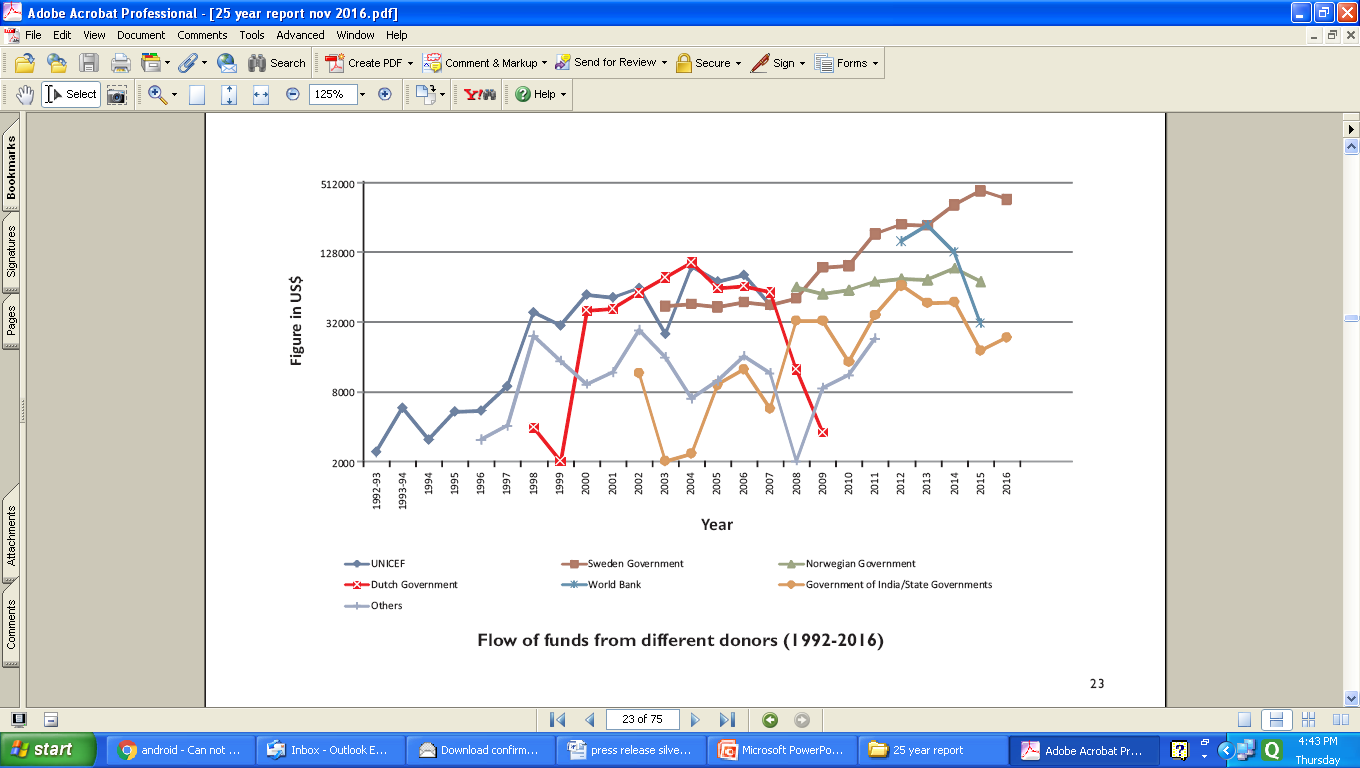 Adobe Acrobat Professional - [25 year report nov 2016.pdf]
File Edit View Document Comments Tools Advanced Window Help
Search Create PDF Comment & Markup Send for Review Secure Sign Forms
Select 125% Y! Help
Bookmarks
Signatures
Pages
Attachments
Comments
Figure in US$
512000
128000
32000
8000
2000
1992-93 1993-94 1994 1995 1996 1997 1998 1999 2000 2001 2002 2003 2004 2005 2006 2007 2008 2009 2010 2011 2012 2013 2014 2015 2016
Year
UNICEF Sweden Government Norwegian Government
Dutch Government World Bank Government of India/State Governments
Others
Flow of funds from different donors (1992-2016)
23
23 of 75
start android - Can not ... Inbox - Outlook E... Download confirm... press release silve... Microsoft PowerPo... 25 year report Adobe Acrobat Pr... ? Q 4:43 PM
Thursday